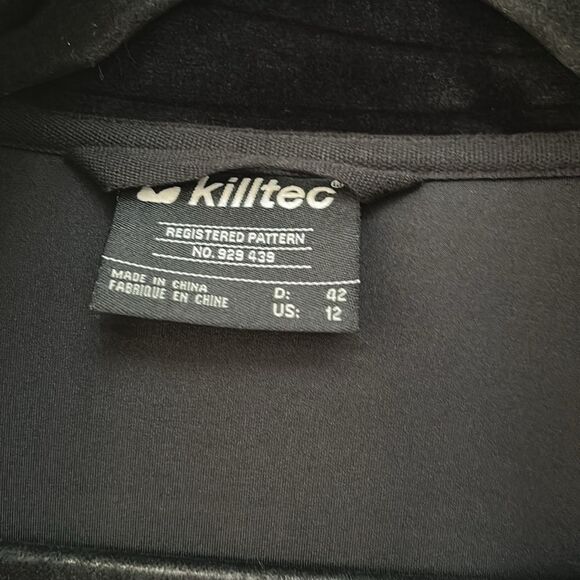 killtec®
REGISTERED PATTERN
NO. 929 439
MADE IN CHINA
FABRIQUE EN CHINE
D: 42
US: 12